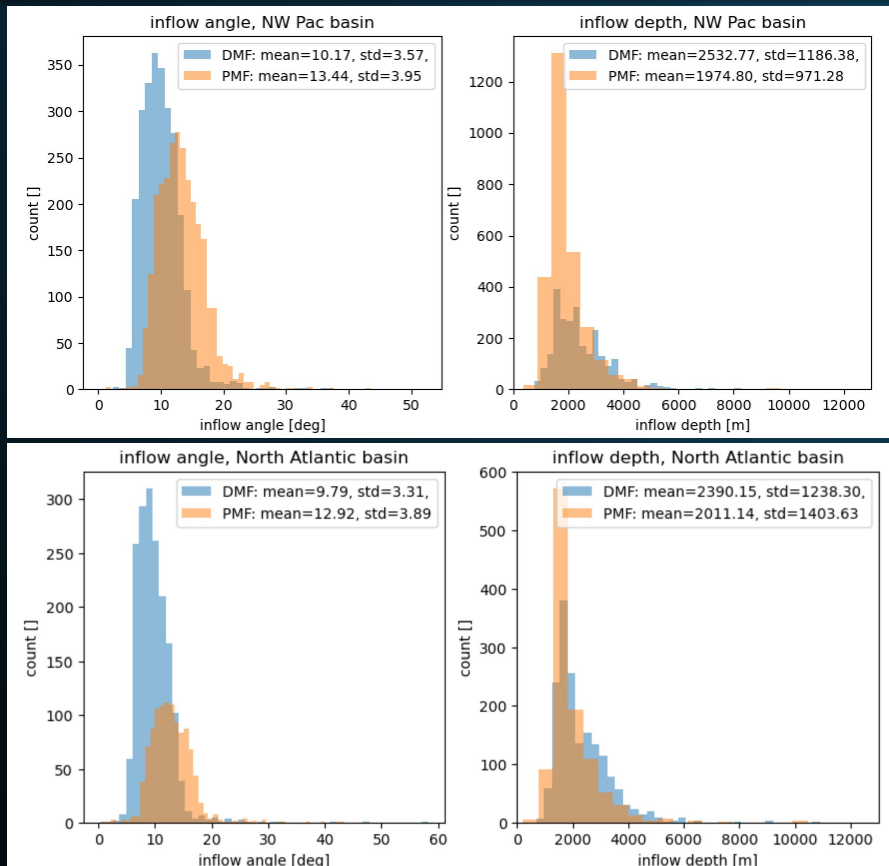 inflow angle, NW Pac basin
DMF: mean=10.17, std=3.57,
PMF: mean=13.44, std=3.95
350
300
250
200
150
100
50
0
count []
0 10 20 30 40 50
inflow angle [deg]
inflow depth, NW Pac basin
DMF: mean=2532.77, std=1186.38,
PMF: mean=1974.80, std=971.28
1200
1000
800
600
400
200
0
count []
0 2000 4000 6000 8000 10000 12000
inflow depth [m]
inflow angle, North Atlantic basin
DMF: mean=9.79, std=3.31,
PMF: mean=12.92, std=3.89
300
250
200
150
100
50
0
count []
0 10 20 30 40 50 60
inflow angle [deg]
inflow depth, North Atlantic basin
DMF: mean=2390.15, std=1238.30,
PMF: mean=2011.14, std=1403.63
600
500
400
300
200
100
0
count []
0 2000 4000 6000 8000 10000 12000
inflow depth [m]